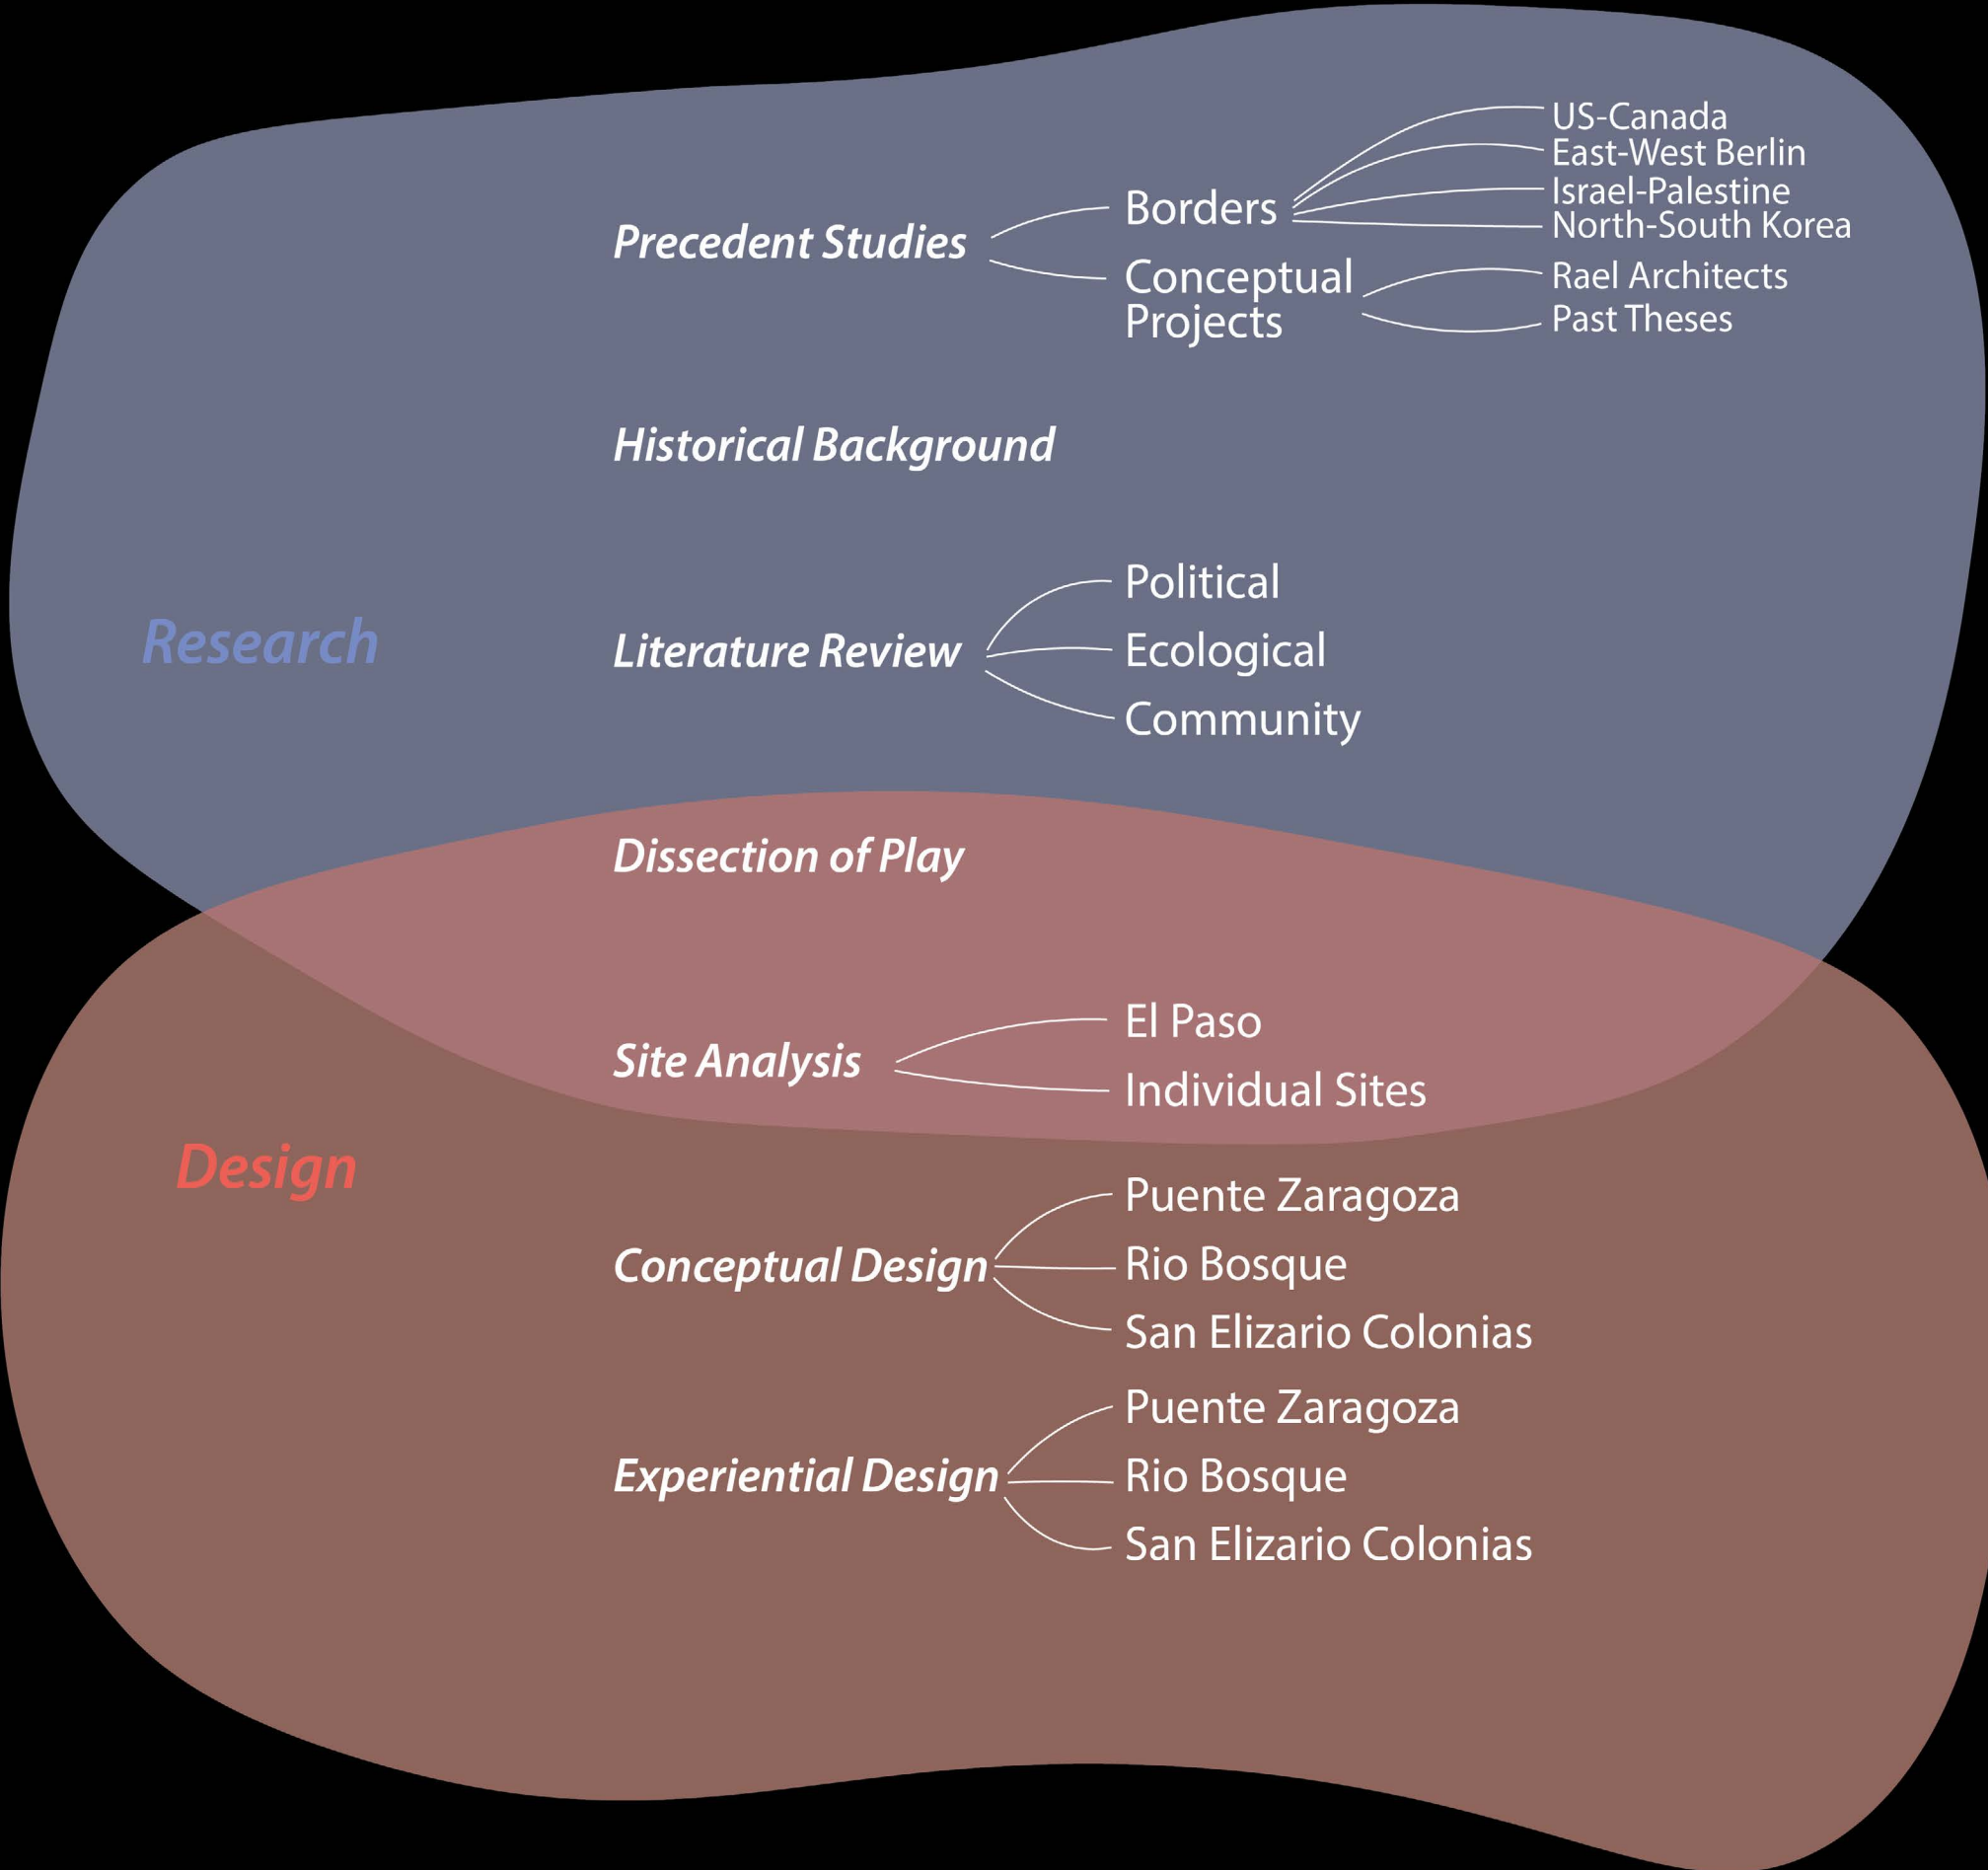 US-Canada
East-West Berlin
Israel-Palestine
North-South Korea
Borders
Precedent Studies
Conceptual
Projects
Rael Architects
Past Theses
Historical Background
Research
Political
Literature Review
Ecological
Community
Dissection of Play
El Paso
Site Analysis
Individual Sites
Design
Puente Zaragoza
Conceptual Design
Rio Bosque
San Elizario Colonias
Puente Zaragoza
Experiential Design
Rio Bosque
San Elizario Colonias